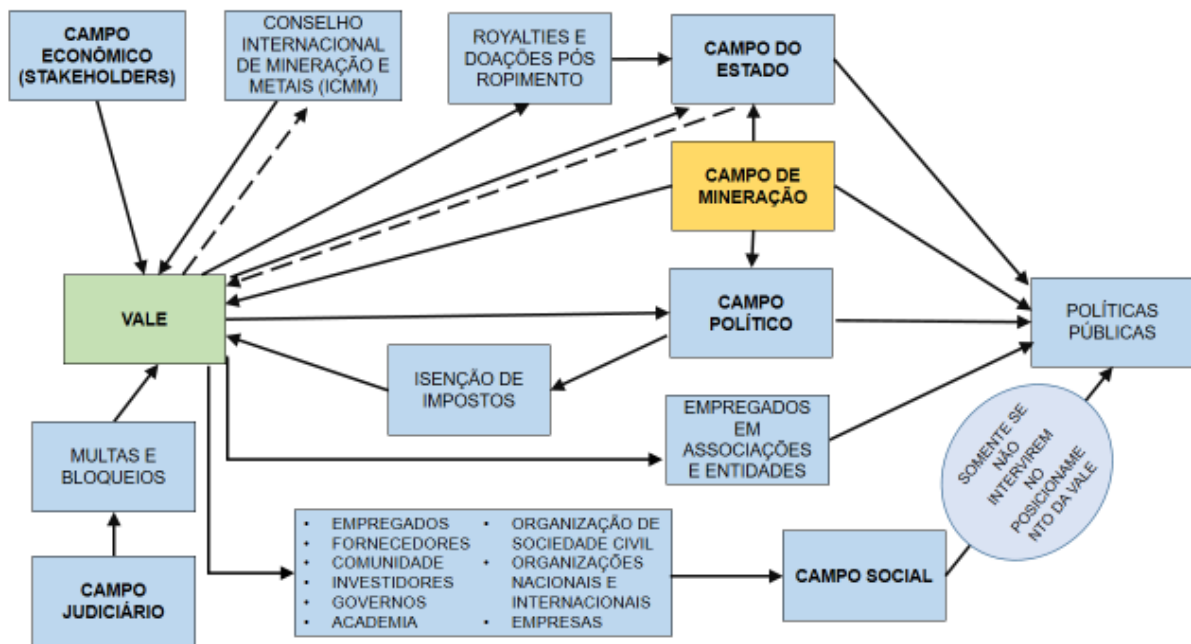 CAMPO
ECONÔMICO
(STAKEHOLDERS)
CONSELHO
INTERNACIONAL
DE MINERAÇÃO E
METAIS (ICMM)
ROYALTIES E
DOAÇÕES PÓS
ROPIMENTO
CAMPO DO
ESTADO
CAMPO DE
MINERAÇÃO
VALE
CAMPO
POLÍTICO
POLÍTICAS
PÚBLICAS
ISENÇÃO DE
IMPOSTOS
EMPREGADOS
EM
ASSOCIAÇÕES
E ENTIDADES
SOMENTE SE
NÃO
INTERVIREM
NO
POSICIONAME
NTO DA VALE
MULTAS E
BLOQUEIOS
CAMPO
JUDICIÁRIO
• EMPREGADOS
• FORNECEDORES
• COMUNIDADE
• INVESTIDORES
• GOVERNOS
• ACADEMIA
• ORGANIZAÇÃO DE
SOCIEDADE CIVIL
• ORGANIZAÇÕES
NACIONAIS E
INTERNACIONAIS
• EMPRESAS
CAMPO SOCIAL